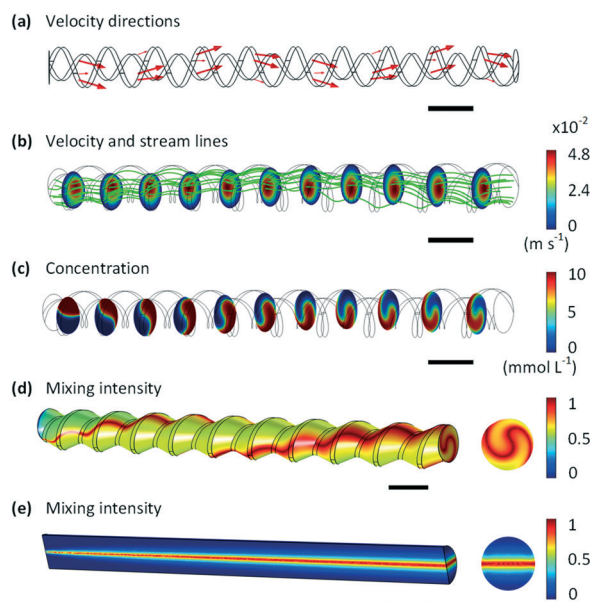 (a) Velocity directions
(b) Velocity and stream lines
x10⁻²
4.8
2.4
0
(m s⁻¹)
(c) Concentration
10
5
0
(mmol L⁻¹)
(d) Mixing intensity
1
0.5
0
(e) Mixing intensity
1
0.5
0